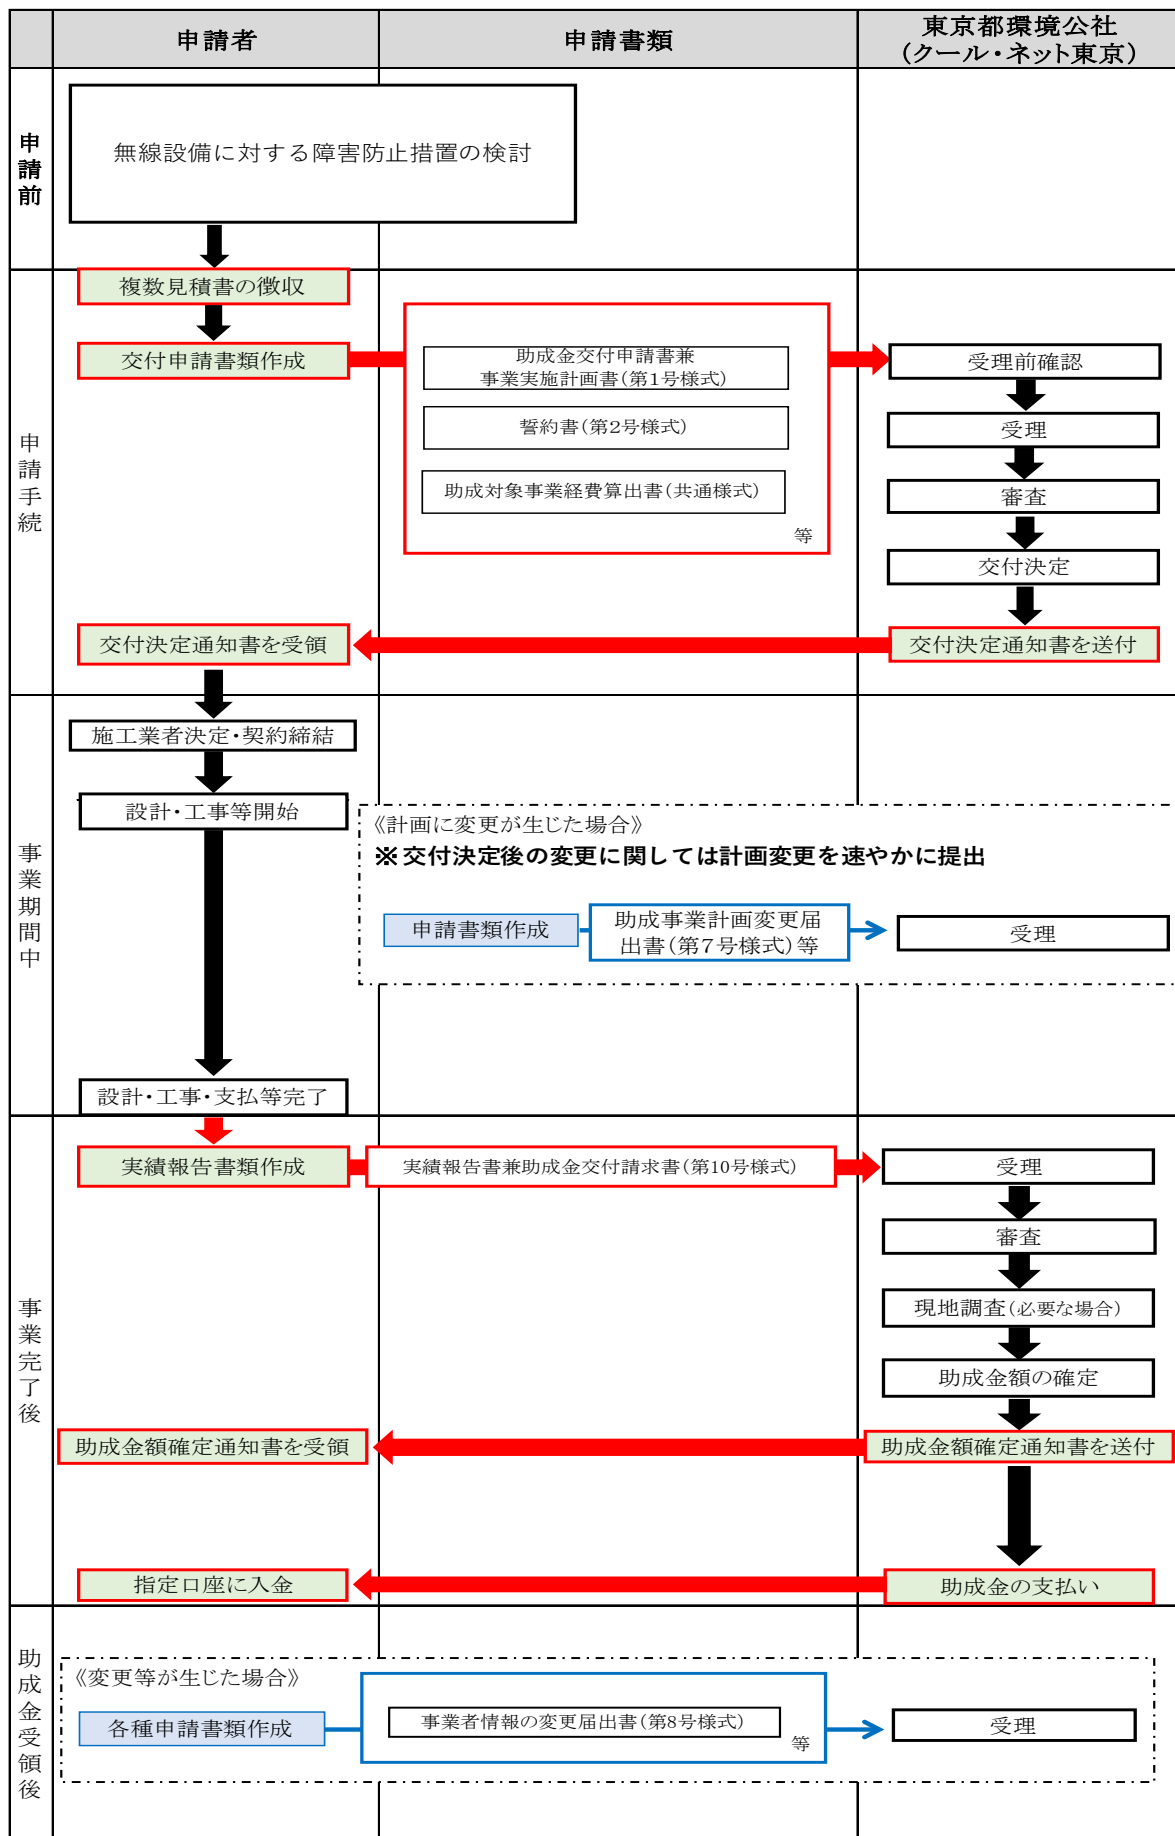 申請者
申請書類
東京都環境公社
(クール・ネット東京)
申請前
無線設備に対する障害防止措置の検討
申請手続
複数見積書の徴収
交付申請書類作成
助成金交付申請書兼
事業実施計画書(第1号様式)
誓約書(第2号様式)
助成対象事業経費算出書(共通様式)
等
受理前確認
受理
審査
交付決定
交付決定通知書を受領
交付決定通知書を送付
事業期間中
施工業者決定・契約締結
設計・工事等開始
《計画に変更が生じた場合》
※交付決定後の変更に関しては計画変更を速やかに提出
申請書類作成
助成事業計画変更届
出書(第7号様式)等
受理
設計・工事・支払等完了
事業完了後
実績報告書類作成
実績報告書兼助成金交付請求書(第10号様式)
受理
審査
現地調査(必要な場合)
助成金額の確定
助成金額確定通知書を受領
助成金額確定通知書を送付
指定口座に入金
助成金の支払い
助成金受領後
《変更等が生じた場合》
各種申請書類作成
事業者情報の変更届出書(第8号様式)
等
受理